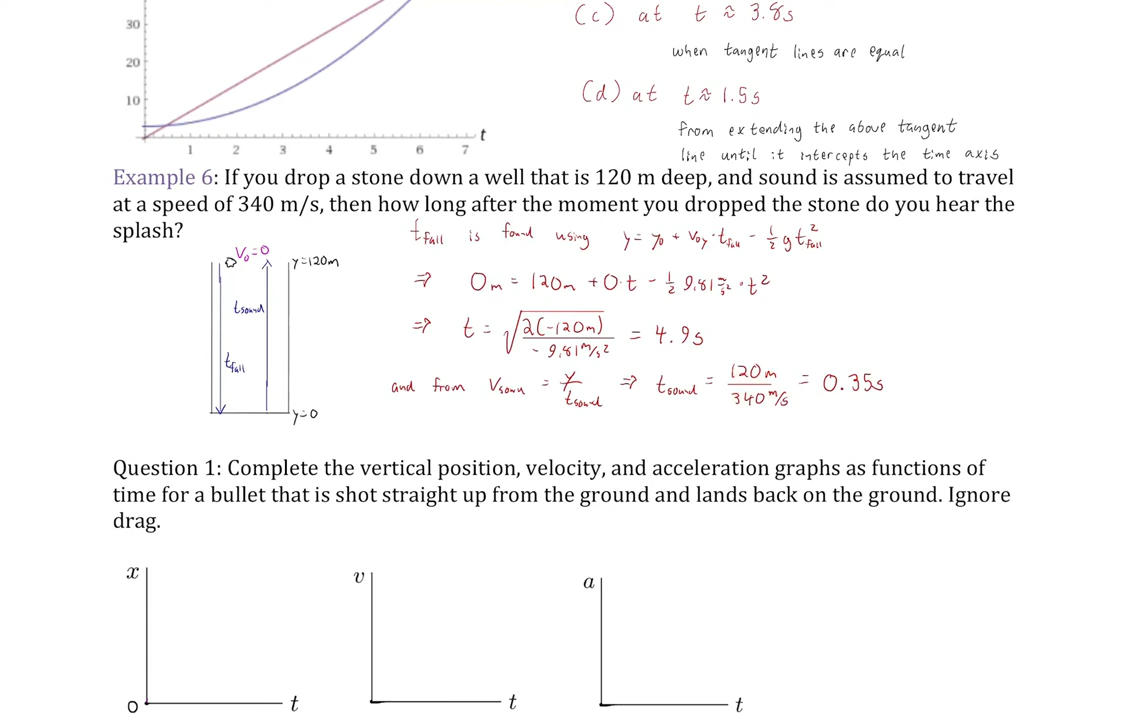 30
20
10
t
1 2 3 4 5 6 7
(c) at t ≈ 3.8s
when tangent lines are equal
(d) at t ≈ 1.5s
from extending the above tangent
line until it intercepts the time axis
Example 6: If you drop a stone down a well that is 120 m deep, and sound is assumed to travel
at a speed of 340 m/s, then how long after the moment you dropped the stone do you hear the
splash?
t_fall is found using y = y₀ + v₀y · t_fall − ½ g t²_fall
V₀=0
y=120m
t_sound
t_fall
y=0
⇒ 0m = 120m + 0·t − ½ 9.81 m/s² · t²
⇒ t = √(2(−120m) / −9.81 m/s²) = 4.9s
and from V_soun = y/t_sound ⇒ t_sound = 120m / 340 m/s = 0.35s
Question 1: Complete the vertical position, velocity, and acceleration graphs as functions of
time for a bullet that is shot straight up from the ground and lands back on the ground. Ignore
drag.
x
0
t
v
t
a
t